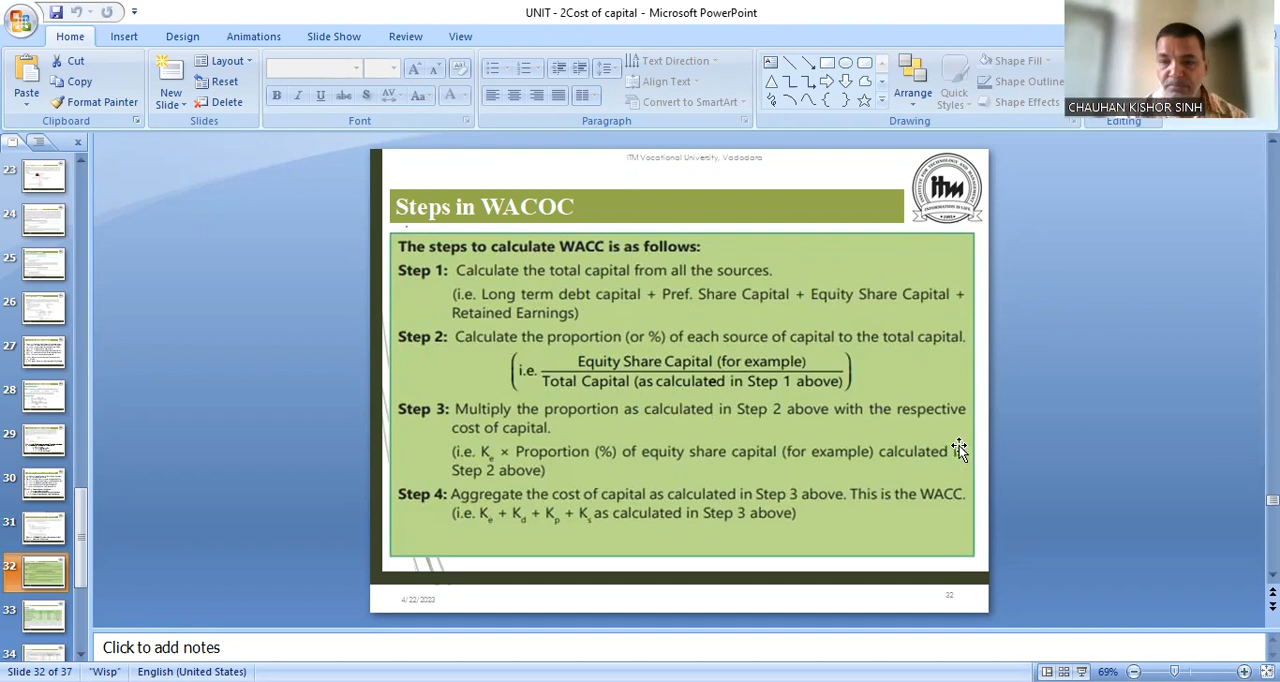 UNIT - 2Cost of capital - Microsoft PowerPoint
Home Insert Design Animations Slide Show Review View
Paste
Cut
Copy
Format Painter
Clipboard
New Slide
Layout
Reset
Delete
Slides
B I U abc S AV Aa A
Font
Text Direction
Align Text
Convert to SmartArt
Paragraph
Arrange
Quick Styles
Shape Fill
Shape Outline
Shape Effects
Drawing
Editing
CHAUHAN KISHOR SINH
23
24
25
26
27
28
29
30
31
32
33
34
ITM Vocational University, Vadodara
itm
Steps in WACOC
The steps to calculate WACC is as follows:
Step 1: Calculate the total capital from all the sources.
(i.e. Long term debt capital + Pref. Share Capital + Equity Share Capital +
Retained Earnings)
Step 2: Calculate the proportion (or %) of each source of capital to the total capital.
(i.e. Equity Share Capital (for example)
Total Capital (as calculated in Step 1 above))
Step 3: Multiply the proportion as calculated in Step 2 above with the respective
cost of capital.
(i.e. Ke × Proportion (%) of equity share capital (for example) calculated
Step 2 above)
Step 4: Aggregate the cost of capital as calculated in Step 3 above. This is the WACC.
(i.e. Ke + Kd + Kp + Ks as calculated in Step 3 above)
4/22/2023
32
Click to add notes
Slide 32 of 37 "Wisp" English (United States) 69%